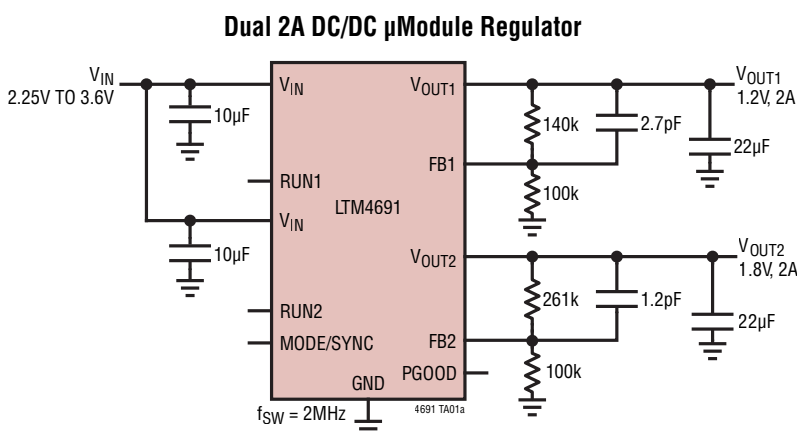 Dual 2A DC/DC µModule Regulator
VIN
2.25V TO 3.6V
10µF
VIN
RUN1
VIN
10µF
RUN2
MODE/SYNC
GND
fSW = 2MHz
LTM4691
VOUT1
FB1
VOUT2
FB2
PGOOD
4691 TA01a
140k
2.7pF
100k
22µF
VOUT1
1.2V, 2A
261k
1.2pF
100k
22µF
VOUT2
1.8V, 2A